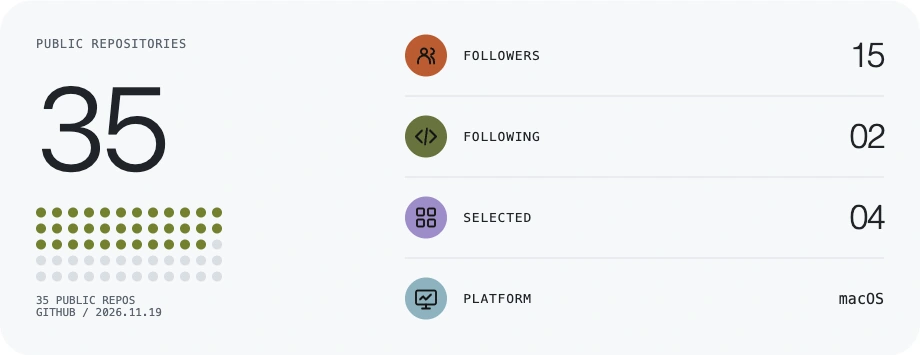 PUBLIC REPOSITORIES
35
35 PUBLIC REPOS
GITHUB / 2026.11.19
FOLLOWERS 15
FOLLOWING 02
SELECTED 04
PLATFORM macOS